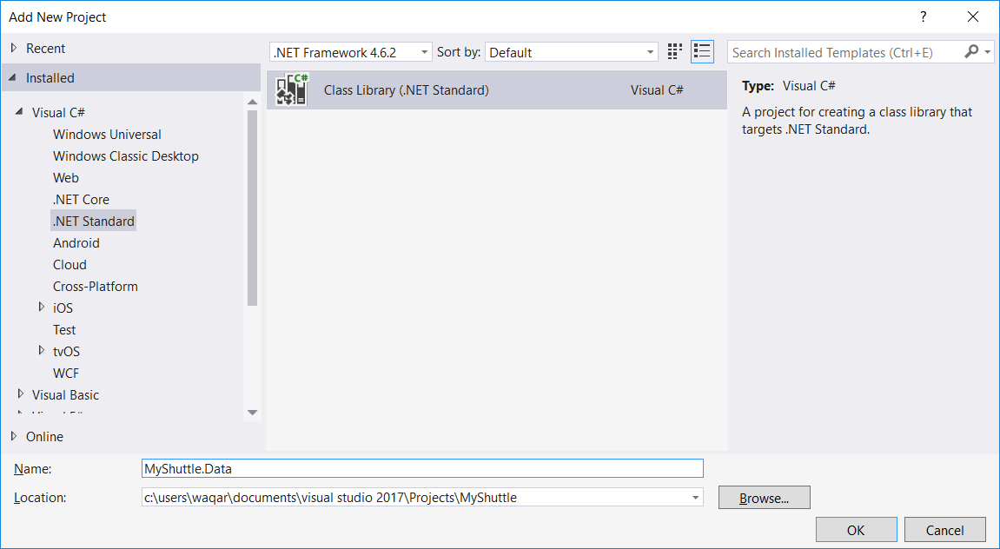 Add New Project
?
Recent
Installed
Visual C#
Windows Universal
Windows Classic Desktop
Web
.NET Core
.NET Standard
Android
Cloud
Cross-Platform
iOS
Test
tvOS
WCF
Visual Basic
Online
.NET Framework 4.6.2
Sort by: Default
C# Class Library (.NET Standard) Visual C#
Search Installed Templates (Ctrl+E)
Type: Visual C#
A project for creating a class library that
targets .NET Standard.
Name: MyShuttle.Data
Location: c:\users\waqar\documents\visual studio 2017\Projects\MyShuttle
Browse...
OK Cancel